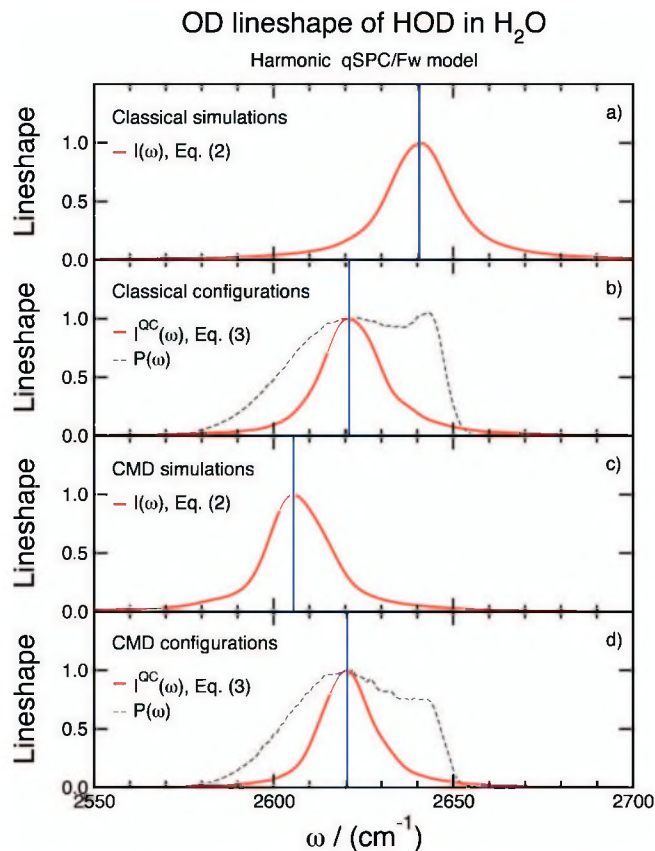 OD lineshape of HOD in H₂O
Harmonic qSPC/Fw model
Classical simulations
a)
I(ω), Eq. (2)
Lineshape
1.0
0.5
1.0
Classical configurations
b)
I^QC(ω), Eq. (3)
P(ω)
Lineshape
1.0
0.5
0.0
CMD simulations
c)
I(ω), Eq. (2)
Lineshape
1.0
0.5
0.0
CMD configurations
d)
I^QC(ω), Eq. (3)
P(ω)
Lineshape
1.0
0.5
0.0
2550 2600 2650 2700
ω / (cm⁻¹)